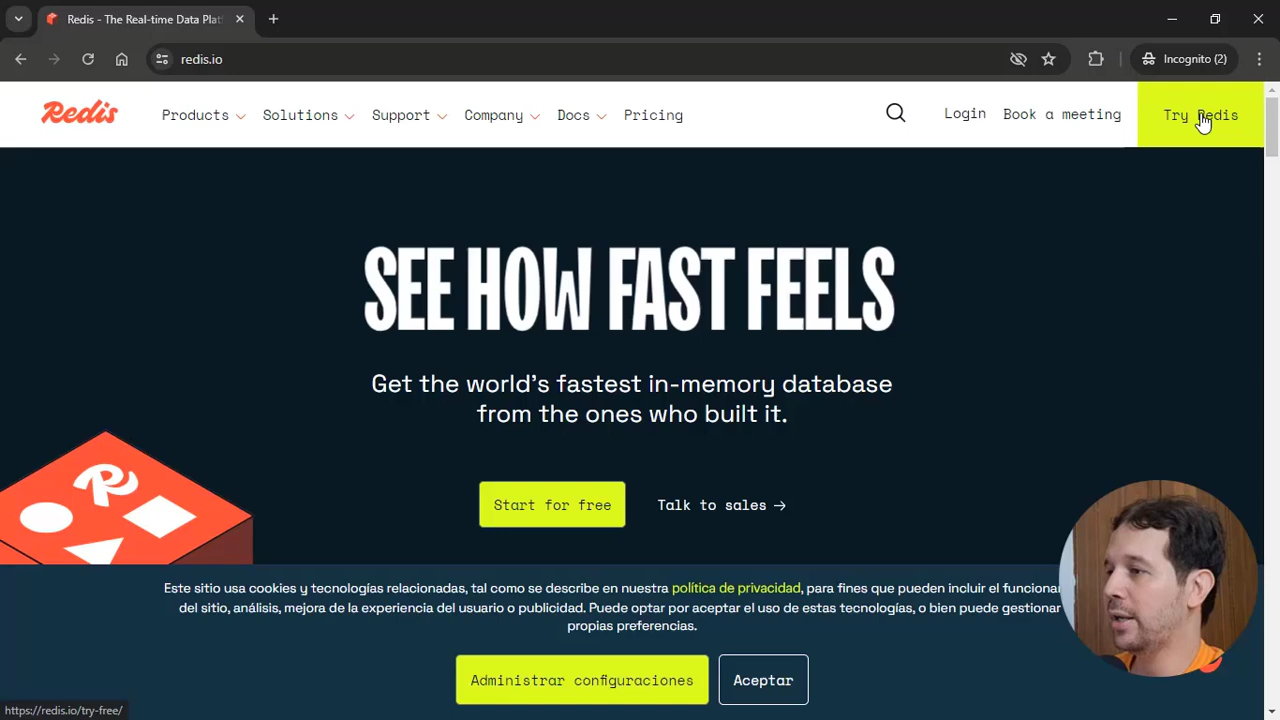 Redis - The Real-time Data Plat
redis.io
Incognito (2)
Redis
Products
Solutions
Support
Company
Docs
Pricing
Login
Book a meeting
Try Redis
SEE HOW FAST FEELS
Get the world's fastest in-memory database
from the ones who built it.
Start for free
Talk to sales →
Este sitio usa cookies y tecnologías relacionadas, tal como se describe en nuestra política de privacidad, para fines que pueden incluir el funcionar
del sitio, análisis, mejora de la experiencia del usuario o publicidad. Puede optar por aceptar el uso de estas tecnologías, o bien puede gestionar
propias preferencias.
Administrar configuraciones
Aceptar
https://redis.io/try-free/